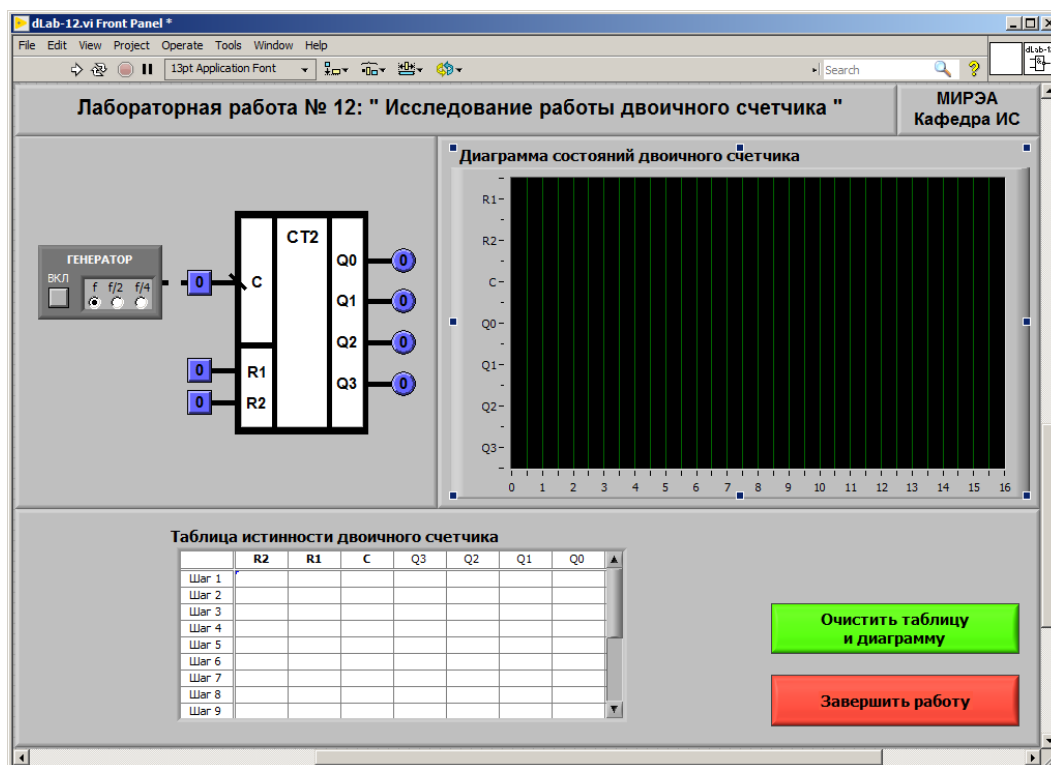 dLab-12.vi Front Panel *
File Edit View Project Operate Tools Window Help
13pt Application Font
Search
dLab-1
Лабораторная работа № 12: " Исследование работы двоичного счетчика "
МИРЭА
Кафедра ИС
Диаграмма состояний двоичного счетчика
ГЕНЕРАТОР
ВКЛ
f f/2 f/4
0
C
CT2
Q0
0
Q1
0
Q2
0
Q3
0
0
R1
0
R2
R1
R2
C
Q0
Q1
Q2
Q3
0 1 2 3 4 5 6 7 8 9 10 11 12 13 14 15 16
Таблица истинности двоичного счетчика
R2 R1 C Q3 Q2 Q1 Q0
Шаг 1
Шаг 2
Шаг 3
Шаг 4
Шаг 5
Шаг 6
Шаг 7
Шаг 8
Шаг 9
Очистить таблицу
и диаграмму
Завершить работу